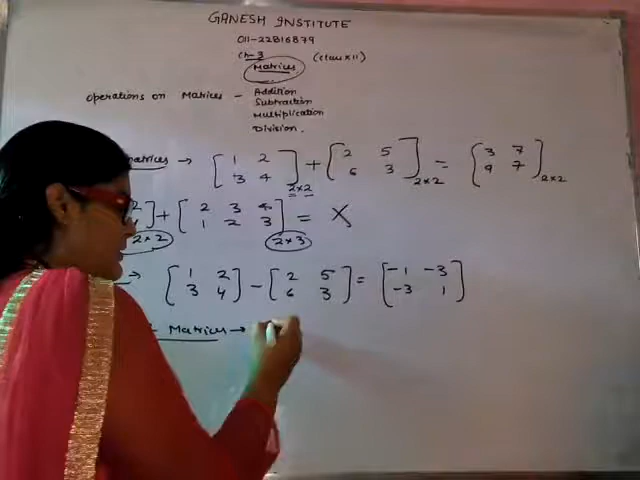 GANESH INSTITUTE
011-22816879
Ch-3 (Class XII)
Matrices
Operations on Matrices - Addition
Subtraction
Multiplication
Division.
Matrices → [1 2 3 4] 2×2 + [2 5 6 3] 2×2 = [3 7 9 7] 2×2
2] 2×2 + [2 3 4 1 2 3] 2×3 = X
→ [1 2 3 4] - [2 5 6 3] = [-1 -3 -3 1]
Matrices →